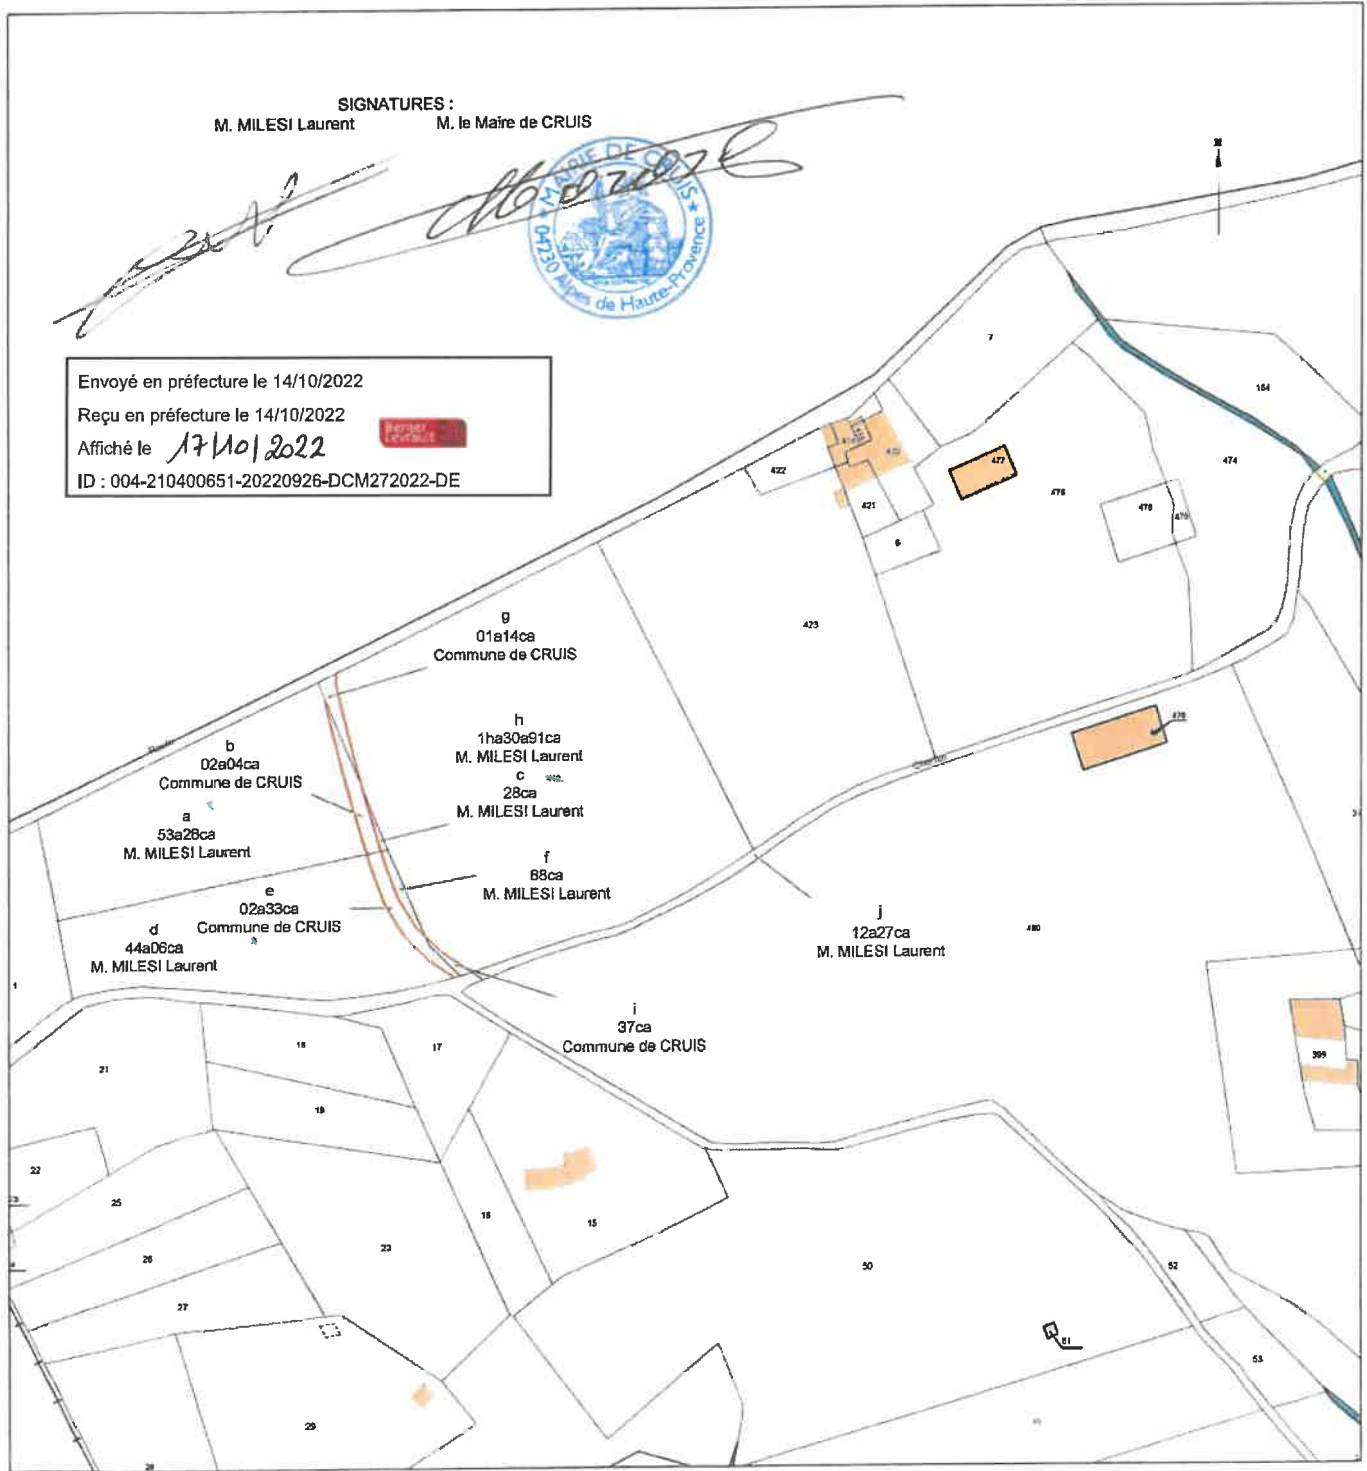 SIGNATURES :
M. MILESI Laurent M. le Maire de CRUIS
MAIRIE DE CRUIS
04230 Alpes de Haute-Provence
Envoyé en préfecture le 14/10/2022
Reçu en préfecture le 14/10/2022
Berger Levrault
Affiché le 17/10/2022
ID : 004-210400651-20220926-DCM272022-DE
7
164
422
477
474
476
478
421
6
423
g
01a14ca
Commune de CRUIS
h
1ha30a91ca
M. MILESI Laurent
c
28ca
M. MILESI Laurent
b
02a04ca
Commune de CRUIS
a
53a28ca
M. MILESI Laurent
f
88ca
M. MILESI Laurent
e
02a33ca
Commune de CRUIS
d
44a06ca
M. MILESI Laurent
j
12a27ca
M. MILESI Laurent
480
i
37ca
Commune de CRUIS
1
399
17
18
19
21
22
25
26
27
23
16
15
50
52
51
53
29